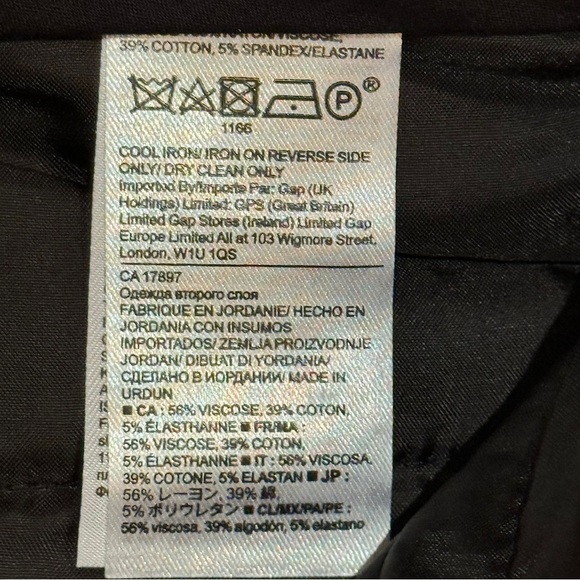 RAYON/VISCOSE,
39% COTTON, 5% SPANDEX/ELASTANE
P ®
1166
COOL IRON/ IRON ON REVERSE SIDE
ONLY/ DRY CLEAN ONLY
Imported By/Imports Par: Gap (UK
Holdings) Limited: GPS (Great Britain)
Limited Gap Stores (Ireland) Limited Gap
Europe Limited All at 103 Wigmore Street,
London, W1U 1QS
CA 17897
Одежда второго слоя
FABRIQUE EN JORDANIE/ HECHO EN
JORDANIA CON INSUMOS
IMPORTADOS/ ZEMLJA PROIZVODNJE
JORDAN/ DIBUAT DI YORDANIA/
СДЕЛАНО В ИОРДАНИИ/ MADE IN
URDUN
■ CA : 56% VISCOSE, 39% COTON,
5% ÉLASTHANNE ■ FR/MA :
56% VISCOSE, 39% COTON,
5% ÉLASTHANNE ■ IT : 56% VISCOSA,
39% COTONE, 5% ELASTAN ■ JP :
56% レーヨン, 39% 綿,
5% ポリウレタン ■ CL/MX/PA/PE :
56% viscosa, 39% algodón, 5% elastano